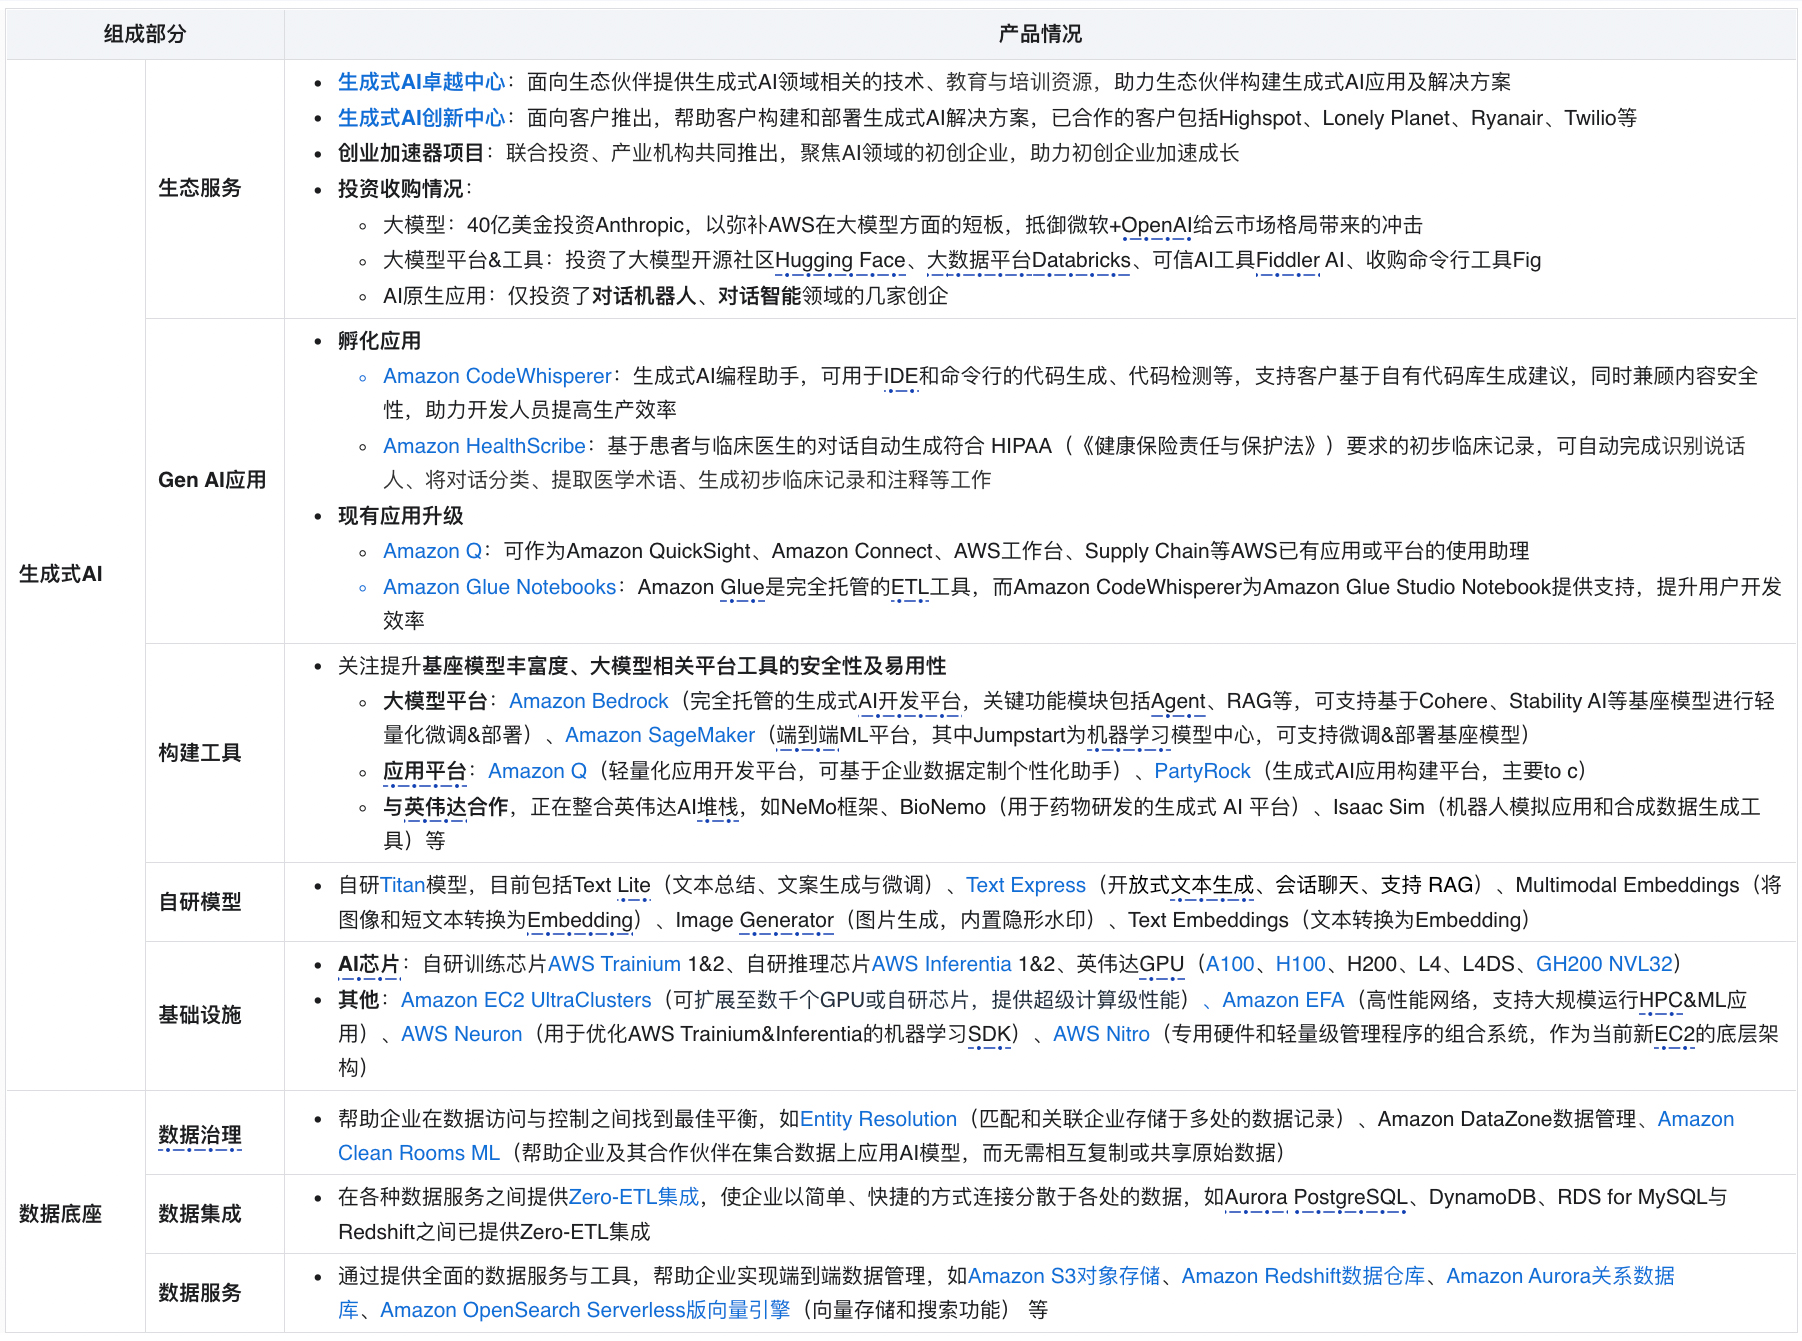 组成部分
产品情况
生成式AI
生态服务
生成式AI卓越中心：面向生态伙伴提供生成式AI领域相关的技术、教育与培训资源，助力生态伙伴构建生成式AI应用及解决方案
生成式AI创新中心：面向客户推出，帮助客户构建和部署生成式AI解决方案，已合作的客户包括Highspot、Lonely Planet、Ryanair、Twilio等
创业加速器项目：联合投资、产业机构共同推出，聚焦AI领域的初创企业，助力初创企业加速成长
投资收购情况：
大模型：40亿美金投资Anthropic，以弥补AWS在大模型方面的短板，抵御微软+OpenAI给云市场格局带来的冲击
大模型平台&工具：投资了大模型开源社区Hugging Face、大数据平台Databricks、可信AI工具Fiddler AI、收购命令行工具Fig
AI原生应用：仅投资了对话机器人、对话智能领域的几家创企
Gen AI应用
孵化应用
Amazon CodeWhisperer：生成式AI编程助手，可用于IDE和命令行的代码生成、代码检测等，支持客户基于自有代码库生成建议，同时兼顾内容安全
性，助力开发人员提高生产效率
Amazon HealthScribe：基于患者与临床医生的对话自动生成符合 HIPAA（《健康保险责任与保护法》）要求的初步临床记录，可自动完成识别说话
人、将对话分类、提取医学术语、生成初步临床记录和注释等工作
现有应用升级
Amazon Q：可作为Amazon QuickSight、Amazon Connect、AWS工作台、Supply Chain等AWS已有应用或平台的使用助理
Amazon Glue Notebooks：Amazon Glue是完全托管的ETL工具，而Amazon CodeWhisperer为Amazon Glue Studio Notebook提供支持，提升用户开发
效率
构建工具
关注提升基座模型丰富度、大模型相关平台工具的安全性及易用性
大模型平台：Amazon Bedrock（完全托管的生成式AI开发平台，关键功能模块包括Agent、RAG等，可支持基于Cohere、Stability AI等基座模型进行轻
量化微调&部署）、Amazon SageMaker（端到端ML平台，其中Jumpstart为机器学习模型中心，可支持微调&部署基座模型）
应用平台：Amazon Q（轻量化应用开发平台，可基于企业数据定制个性化助手）、PartyRock（生成式AI应用构建平台，主要to c）
与英伟达合作，正在整合英伟达AI堆栈，如NeMo框架、BioNemo（用于药物研发的生成式 AI 平台）、Isaac Sim（机器人模拟应用和合成数据生成工
具）等
自研模型
自研Titan模型，目前包括Text Lite（文本总结、文案生成与微调）、Text Express（开放式文本生成、会话聊天、支持 RAG）、Multimodal Embeddings（将
图像和短文本转换为Embedding）、Image Generator（图片生成，内置隐形水印）、Text Embeddings（文本转换为Embedding）
基础设施
AI芯片：自研训练芯片AWS Trainium 1&2、自研推理芯片AWS Inferentia 1&2、英伟达GPU（A100、H100、H200、L4、L4DS、GH200 NVL32）
其他：Amazon EC2 UltraClusters（可扩展至数千个GPU或自研芯片，提供超级计算级性能）、Amazon EFA（高性能网络，支持大规模运行HPC&ML应
用）、AWS Neuron（用于优化AWS Trainium&Inferentia的机器学习SDK）、AWS Nitro（专用硬件和轻量级管理程序的组合系统，作为当前新EC2的底层架
构）
数据底座
数据治理
帮助企业在数据访问与控制之间找到最佳平衡，如Entity Resolution（匹配和关联企业存储于多处的数据记录）、Amazon DataZone数据管理、Amazon
Clean Rooms ML（帮助企业及其合作伙伴在集合数据上应用AI模型，而无需相互复制或共享原始数据）
数据集成
在各种数据服务之间提供Zero-ETL集成，使企业以简单、快捷的方式连接分散于各处的数据，如Aurora PostgreSQL、DynamoDB、RDS for MySQL与
Redshift之间已提供Zero-ETL集成
数据服务
通过提供全面的数据服务与工具，帮助企业实现端到端数据管理，如Amazon S3对象存储、Amazon Redshift数据仓库、Amazon Aurora关系数据
库、Amazon OpenSearch Serverless版向量引擎（向量存储和搜索功能） 等